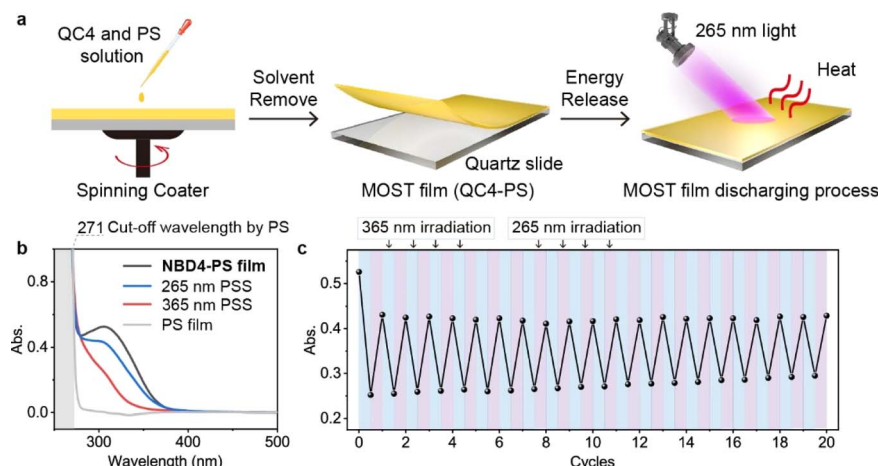 a
QC4 and PS
solution
Spinning Coater
Solvent
Remove
Quartz slide
MOST film (QC4-PS)
Energy
Release
265 nm light
Heat
MOST film discharging process
b
271 Cut-off wavelength by PS
NBD4-PS film
265 nm PSS
365 nm PSS
PS film
Abs.
0.8
0.4
0.0
300
400
500
Wavelength (nm)
c
365 nm irradiation
265 nm irradiation
Abs.
0.5
0.4
0.3
0.2
0
2
4
6
8
10
12
14
16
18
20
Cycles